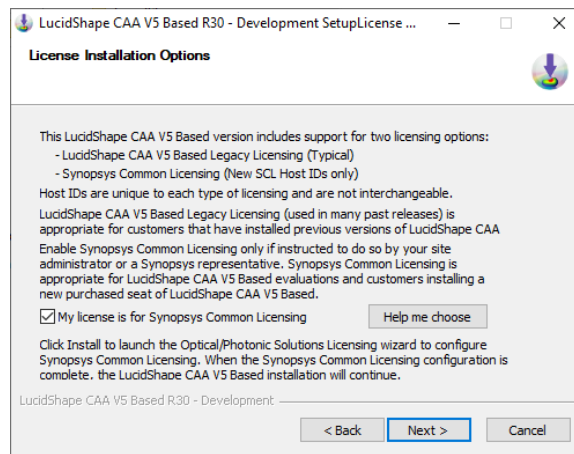 LucidShape CAA V5 Based R30 - Development SetupLicense ...
License Installation Options
This LucidShape CAA V5 Based version includes support for two licensing options:
- LucidShape CAA V5 Based Legacy Licensing (Typical)
- Synopsys Common Licensing (New SCL Host IDs only)
Host IDs are unique to each type of licensing and are not interchangeable.
LucidShape CAA V5 Based Legacy Licensing (used in many past releases) is
appropriate for customers that have installed previous versions of LucidShape CAA
Enable Synopsys Common Licensing only if instructed to do so by your site
administrator or a Synopsys representative. Synopsys Common Licensing is
appropriate for LucidShape CAA V5 Based evaluations and customers installing a
new purchased seat of LucidShape CAA V5 Based.
My license is for Synopsys Common Licensing Help me choose
Click Install to launch the Optical/Photonic Solutions Licensing wizard to configure
Synopsys Common Licensing. When the Synopsys Common Licensing configuration is
complete, the LucidShape CAA V5 Based installation will continue.
LucidShape CAA V5 Based R30 - Development
< Back Next > Cancel